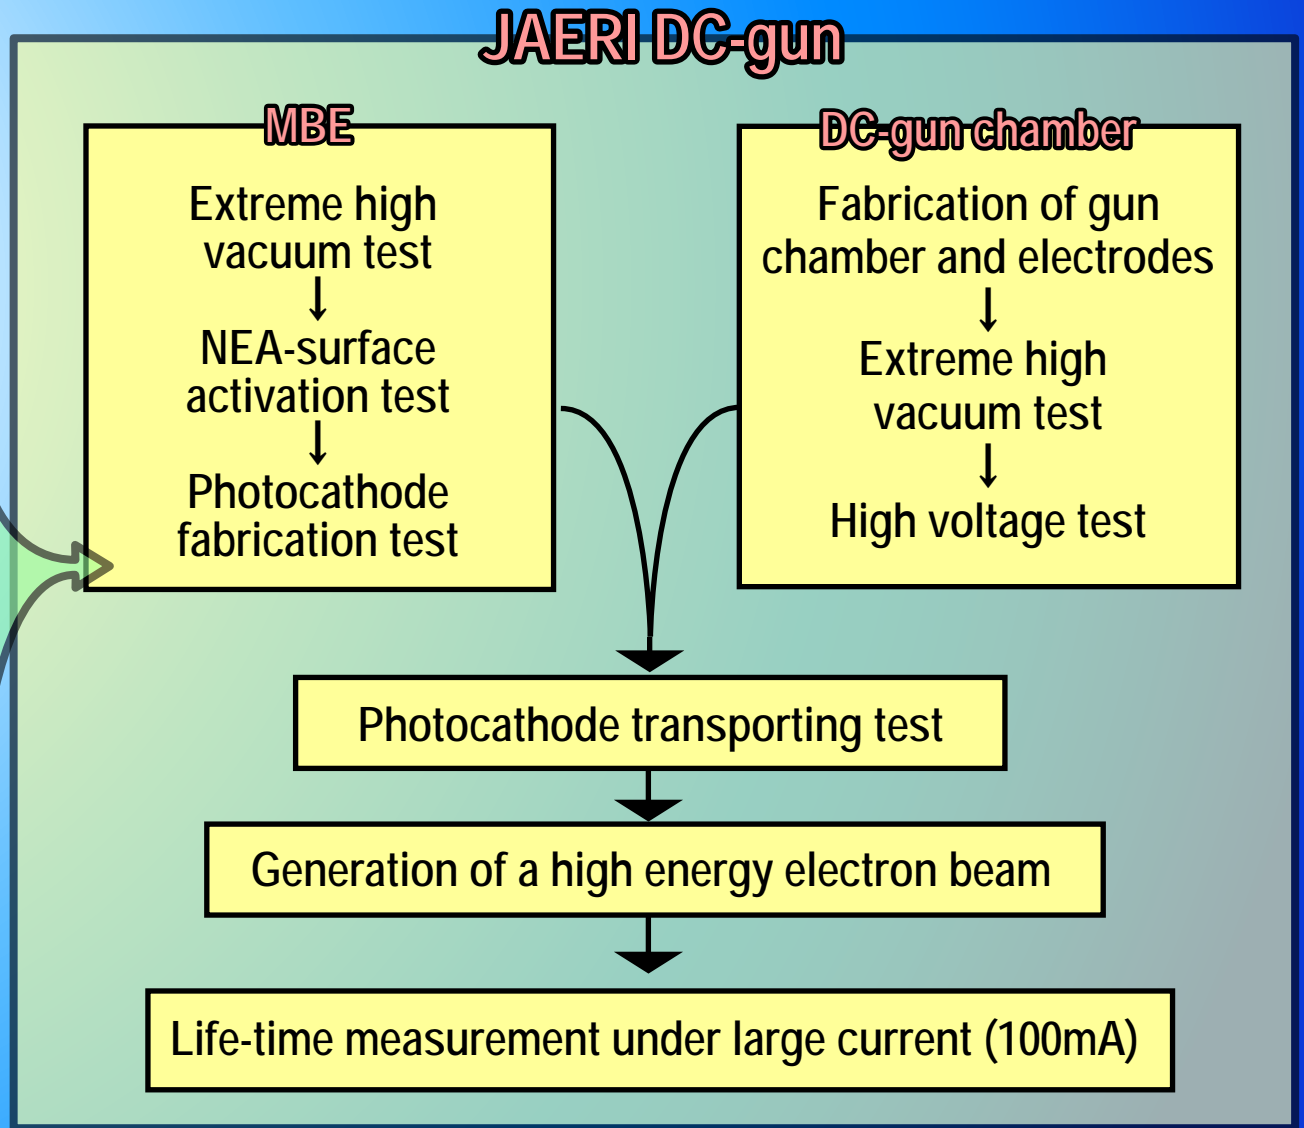 JAERI DC-gun
MBE
Extreme high
vacuum test
↓
NEA-surface
activation test
↓
Photocathode
fabrication test
DC-gun chamber
Fabrication of gun
chamber and electrodes
↓
Extreme high
vacuum test
↓
High voltage test
Photocathode transporting test
Generation of a high energy electron beam
Life-time measurement under large current (100mA)